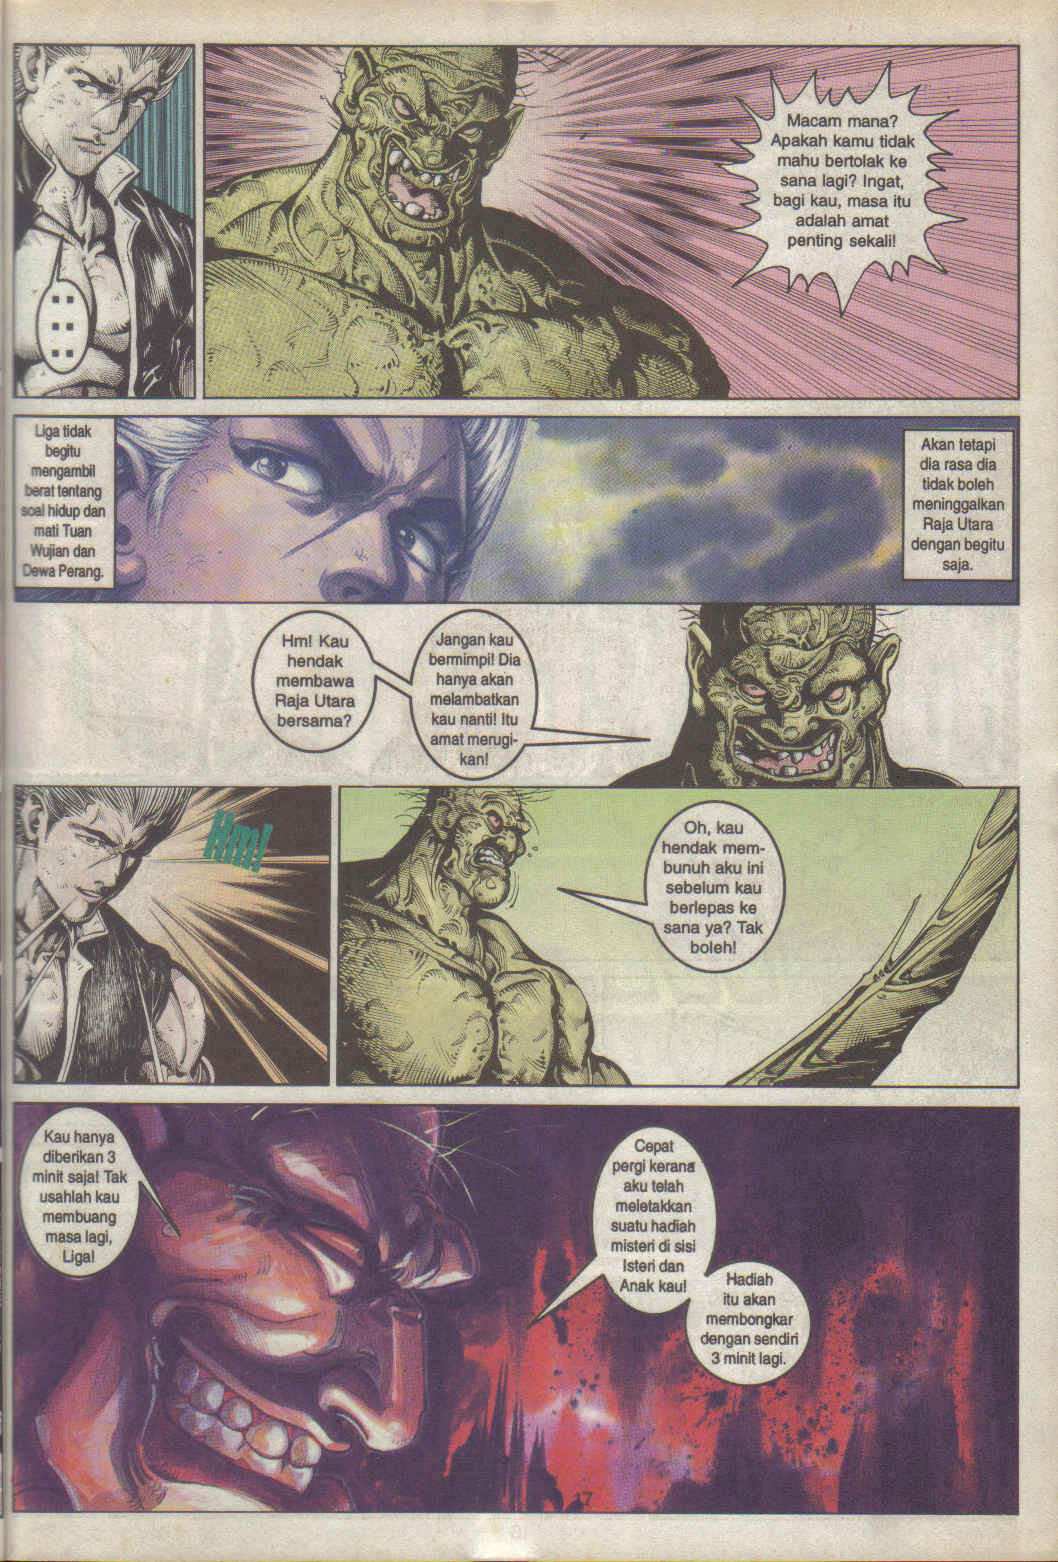 Macam mana?
Apakah kamu tidak
mahu bertolak ke
sana lagi? Ingat,
bagi kau, masa itu
adalah amat
penting sekali!
Liga tidak
begitu
mengambil
berat tentang
soal hidup dan
mati Tuan
Wujian dan
Dewa Perang.
Akan tetapi
dia rasa dia
tidak boleh
meninggalkan
Raja Utara
dengan begitu
saja.
Hm! Kau
hendak
membawa
Raja Utara
bersama?
Jangan kau
bermimpi! Dia
hanya akan
melambatkan
kau nanti! Itu
amat merugi-
kan!
Hm!
Oh, kau
hendak mem-
bunuh aku ini
sebelum kau
berlepas ke
sana ya? Tak
boleh!
Kau hanya
diberikan 3
minit saja! Tak
usahlah kau
membuang
masa lagi,
Liga!
Cepat
pergi kerana
aku telah
meletakkan
suatu hadiah
misteri di sisi
Isteri dan
Anak kau!
Hadiah
itu akan
membongkar
dengan sendiri
3 minit lagi.
17